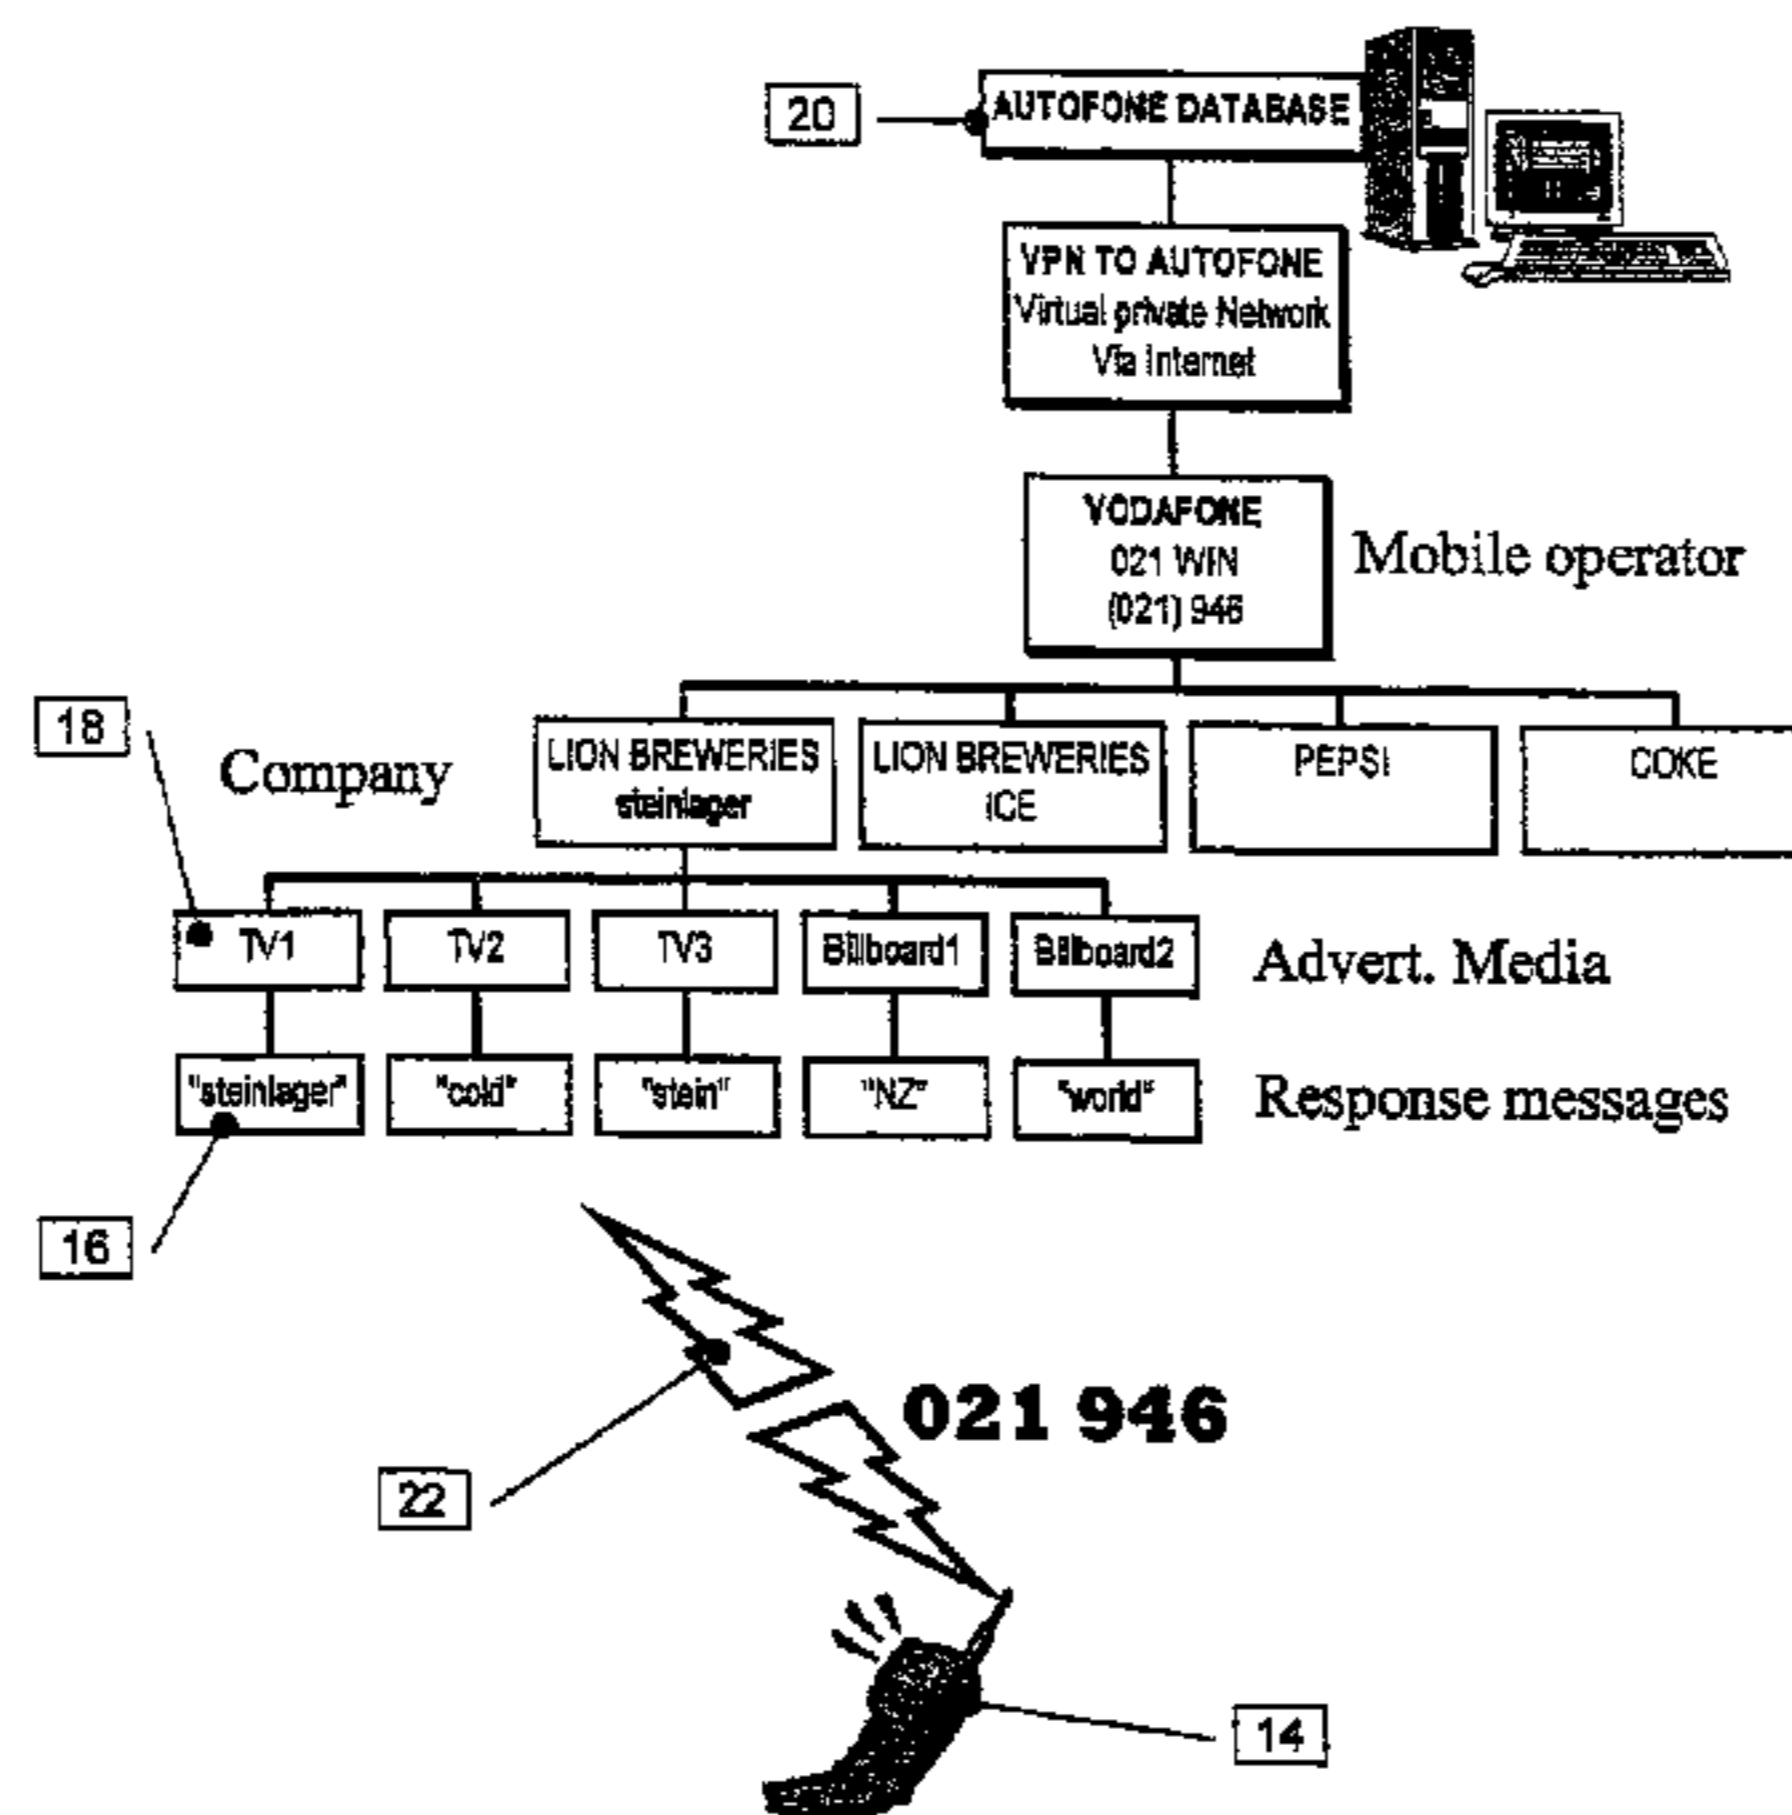 20
AUTOFONE DATABASE
VPN TO AUTOFONE
Virtual private Network
Via Internet
VODAFONE
021 WIN
(021) 946
Mobile operator
18
Company
LION BREWERIES
steinlager
LION BREWERIES
ICE
PEPSI
COKE
TV1
TV2
TV3
Billboard1
Billboard2
Advert. Media
"steinlager"
"cold"
"stein"
"NZ"
"world"
Response messages
16
021 946
22
14